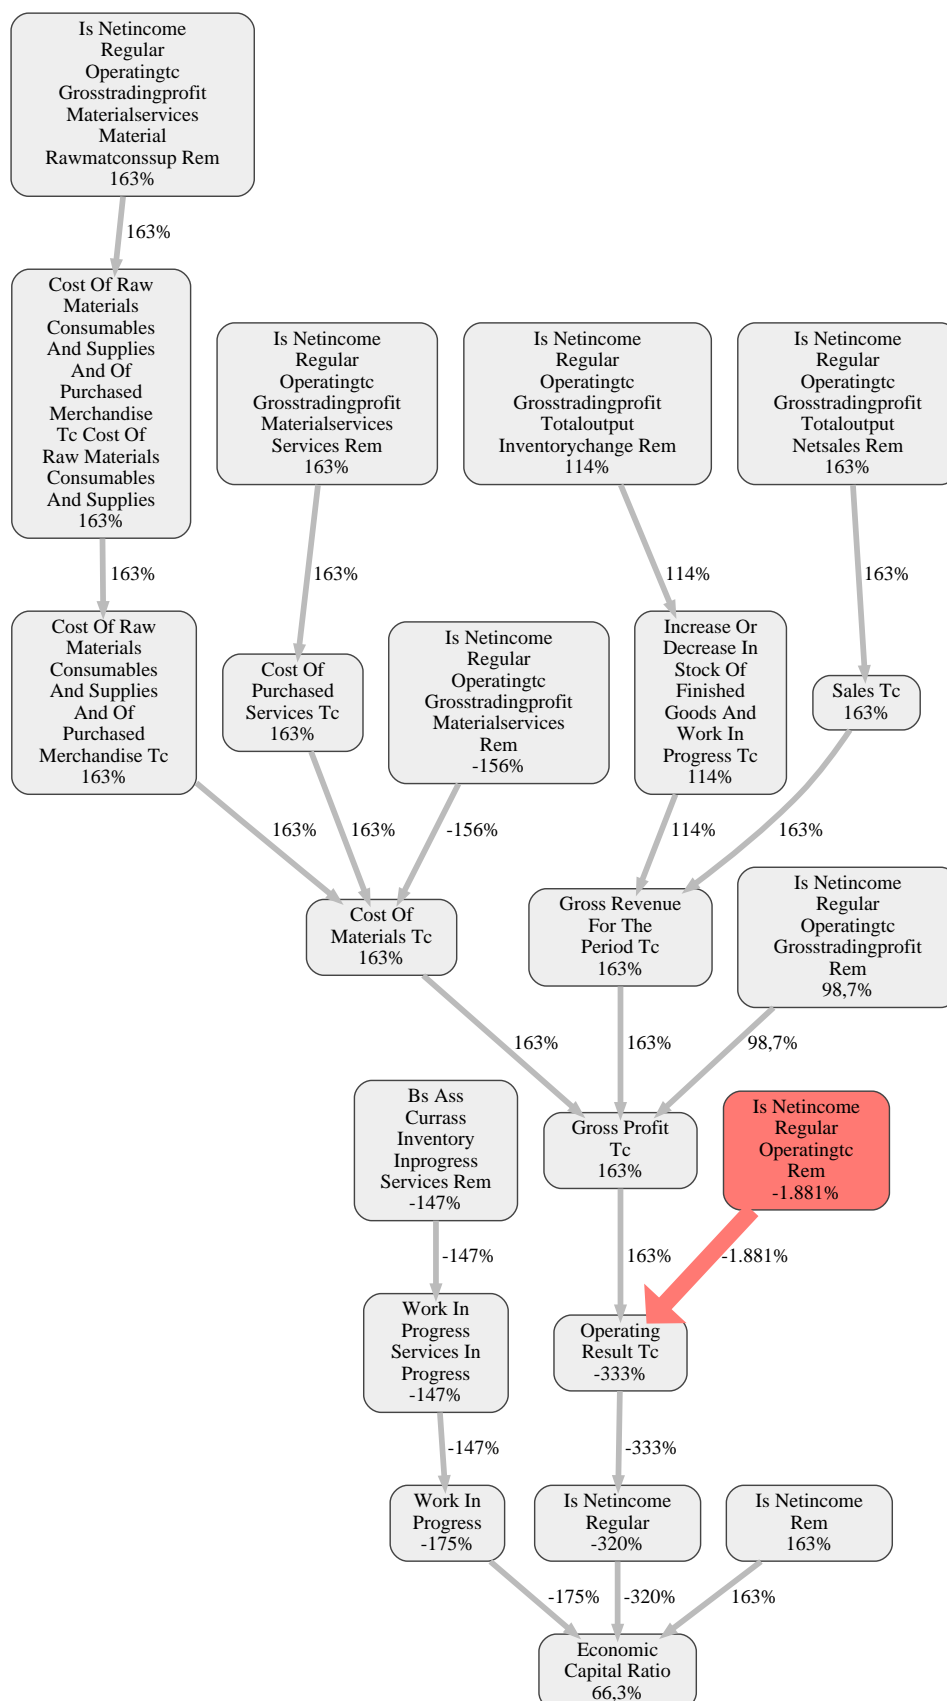 Is Netincome
Regular
Operatingtc
Grosstradingprofit
Materialservices
Material
Rawmatconssup Rem
163%
163%
Cost Of Raw
Materials
Consumables
And Supplies
And Of
Purchased
Merchandise
Tc Cost Of
Raw Materials
Consumables
And Supplies
163%
Is Netincome
Regular
Operatingtc
Grosstradingprofit
Materialservices
Services Rem
163%
Is Netincome
Regular
Operatingtc
Grosstradingprofit
Totaloutput
Inventorychange Rem
114%
Is Netincome
Regular
Operatingtc
Grosstradingprofit
Totaloutput
Netsales Rem
163%
163%
163%
114%
163%
Cost Of Raw
Materials
Consumables
And Supplies
And Of
Purchased
Merchandise Tc
163%
Cost Of
Purchased
Services Tc
163%
Is Netincome
Regular
Operatingtc
Grosstradingprofit
Materialservices
Rem
-156%
Increase Or
Decrease In
Stock Of
Finished
Goods And
Work In
Progress Tc
114%
Sales Tc
163%
163%
163%
-156%
114%
163%
Cost Of
Materials Tc
163%
Gross Revenue
For The
Period Tc
163%
Is Netincome
Regular
Operatingtc
Grosstradingprofit
Rem
98,7%
163%
163%
98,7%
Bs Ass
Currass
Inventory
Inprogress
Services Rem
-147%
Gross Profit
Tc
163%
Is Netincome
Regular
Operatingtc
Rem
-1.881%
-147%
163%
-1.881%
Work In
Progress
Services In
Progress
-147%
Operating
Result Tc
-333%
-147%
-333%
Work In
Progress
-175%
Is Netincome
Regular
-320%
Is Netincome
Rem
163%
-175%
-320%
163%
Economic
Capital Ratio
66,3%